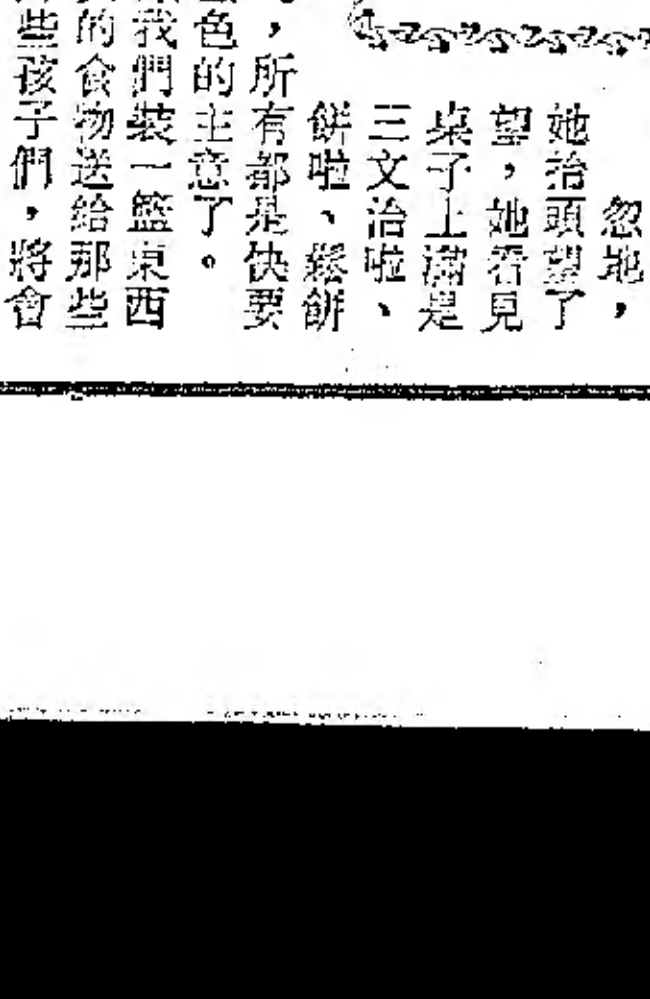 忽地，
她抬頭望了
望，她看見
桌子上滿是
三文治啦、
餅啦、鬆餅
，所有都是快要
色的主意了。
我們裝一籃東西
的食物送給那些
些孩子們，將會